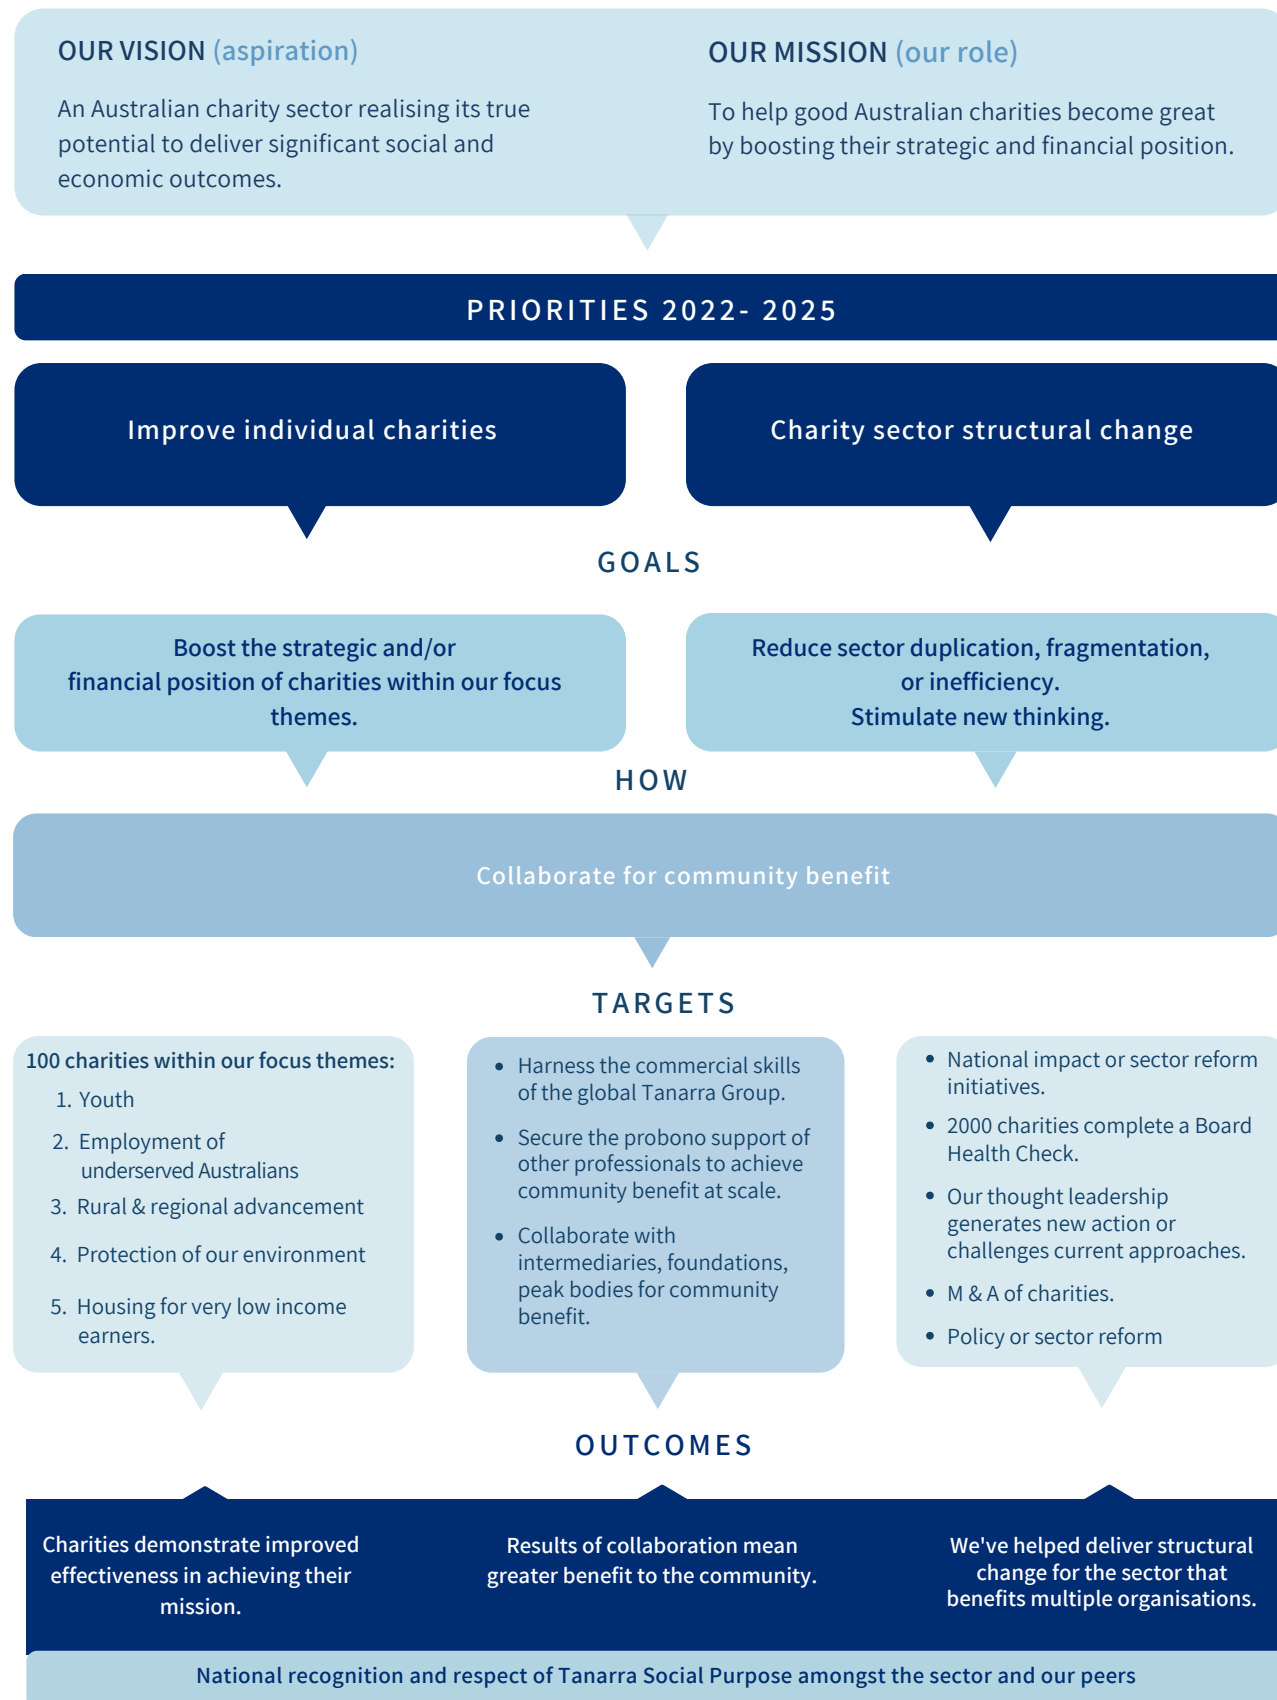 OUR VISION (aspiration)
An Australian charity sector realising its true
potential to deliver significant social and
economic outcomes.
OUR MISSION (our role)
To help good Australian charities become great
by boosting their strategic and financial position.
PRIORITIES 2022- 2025
Improve individual charities
Charity sector structural change
GOALS
Boost the strategic and/or
financial position of charities within our focus
themes.
Reduce sector duplication, fragmentation,
or inefficiency.
Stimulate new thinking.
HOW
Collaborate for community benefit
TARGETS
100 charities within our focus themes:
1. Youth
2. Employment of
underserved Australians
3. Rural & regional advancement
4. Protection of our environment
5. Housing for very low income
earners.
• Harness the commercial skills
of the global Tanarra Group.
• Secure the probono support of
other professionals to achieve
community benefit at scale.
• Collaborate with
intermediaries, foundations,
peak bodies for community
benefit.
• National impact or sector reform
initiatives.
• 2000 charities complete a Board
Health Check.
• Our thought leadership
generates new action or
challenges current approaches.
• M & A of charities.
• Policy or sector reform
OUTCOMES
Charities demonstrate improved
effectiveness in achieving their
mission.
Results of collaboration mean
greater benefit to the community.
We've helped deliver structural
change for the sector that
benefits multiple organisations.
National recognition and respect of Tanarra Social Purpose amongst the sector and our peers